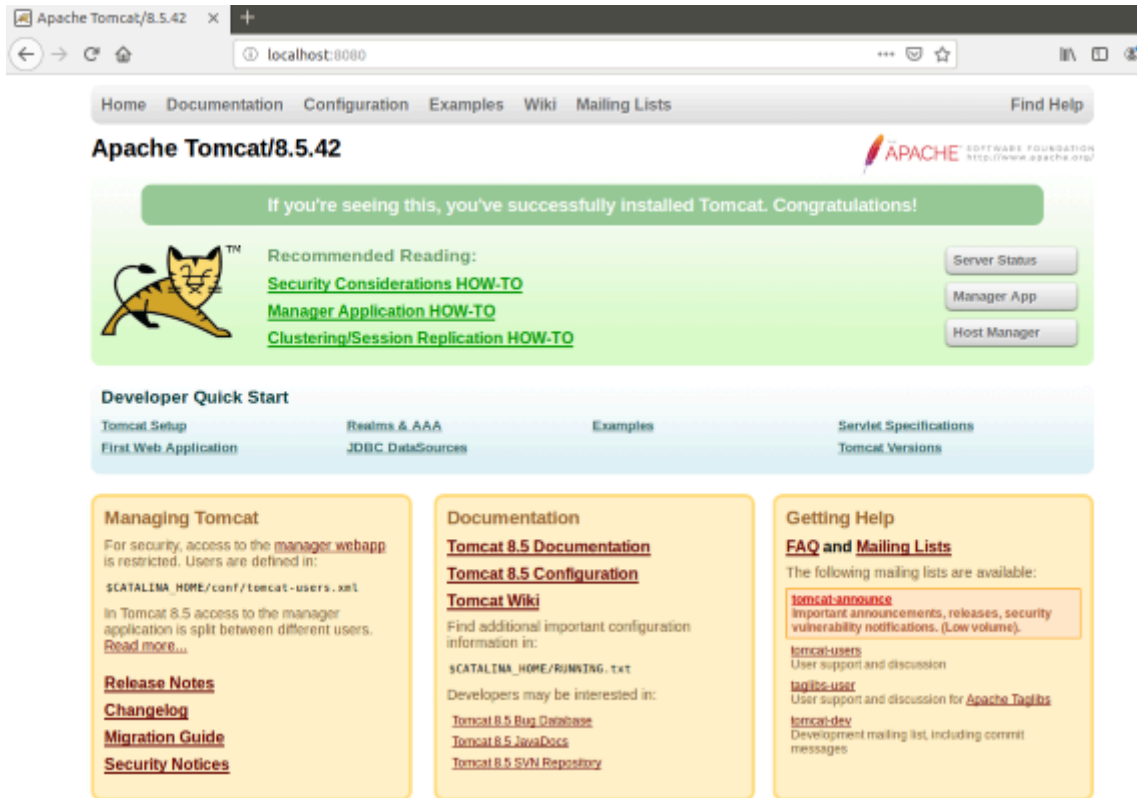 Apache Tomcat/8.5.42
localhost:8080
Home Documentation Configuration Examples Wiki Mailing Lists Find Help
Apache Tomcat/8.5.42
THE APACHE™ SOFTWARE FOUNDATION
http://www.apache.org/
If you're seeing this, you've successfully installed Tomcat. Congratulations!
TM
Recommended Reading:
Security Considerations HOW-TO
Manager Application HOW-TO
Clustering/Session Replication HOW-TO
Server Status
Manager App
Host Manager
Developer Quick Start
Tomcat Setup Realms & AAA Examples Servlet Specifications
First Web Application JDBC DataSources Tomcat Versions
Managing Tomcat
For security, access to the manager webapp
is restricted. Users are defined in:
$CATALINA_HOME/conf/tomcat-users.xml
In Tomcat 8.5 access to the manager
application is split between different users.
Read more...
Release Notes
Changelog
Migration Guide
Security Notices
Documentation
Tomcat 8.5 Documentation
Tomcat 8.5 Configuration
Tomcat Wiki
Find additional important configuration
information in:
$CATALINA_HOME/RUNNING.txt
Developers may be interested in:
Tomcat 8.5 Bug Database
Tomcat 8.5 JavaDocs
Tomcat 8.5 SVN Repository
Getting Help
FAQ and Mailing Lists
The following mailing lists are available:
tomcat-announce
Important announcements, releases, security
vulnerability notifications. (Low volume).
tomcat-users
User support and discussion
taglibs-user
User support and discussion for Apache Taglibs
tomcat-dev
Development mailing list, including commit
messages